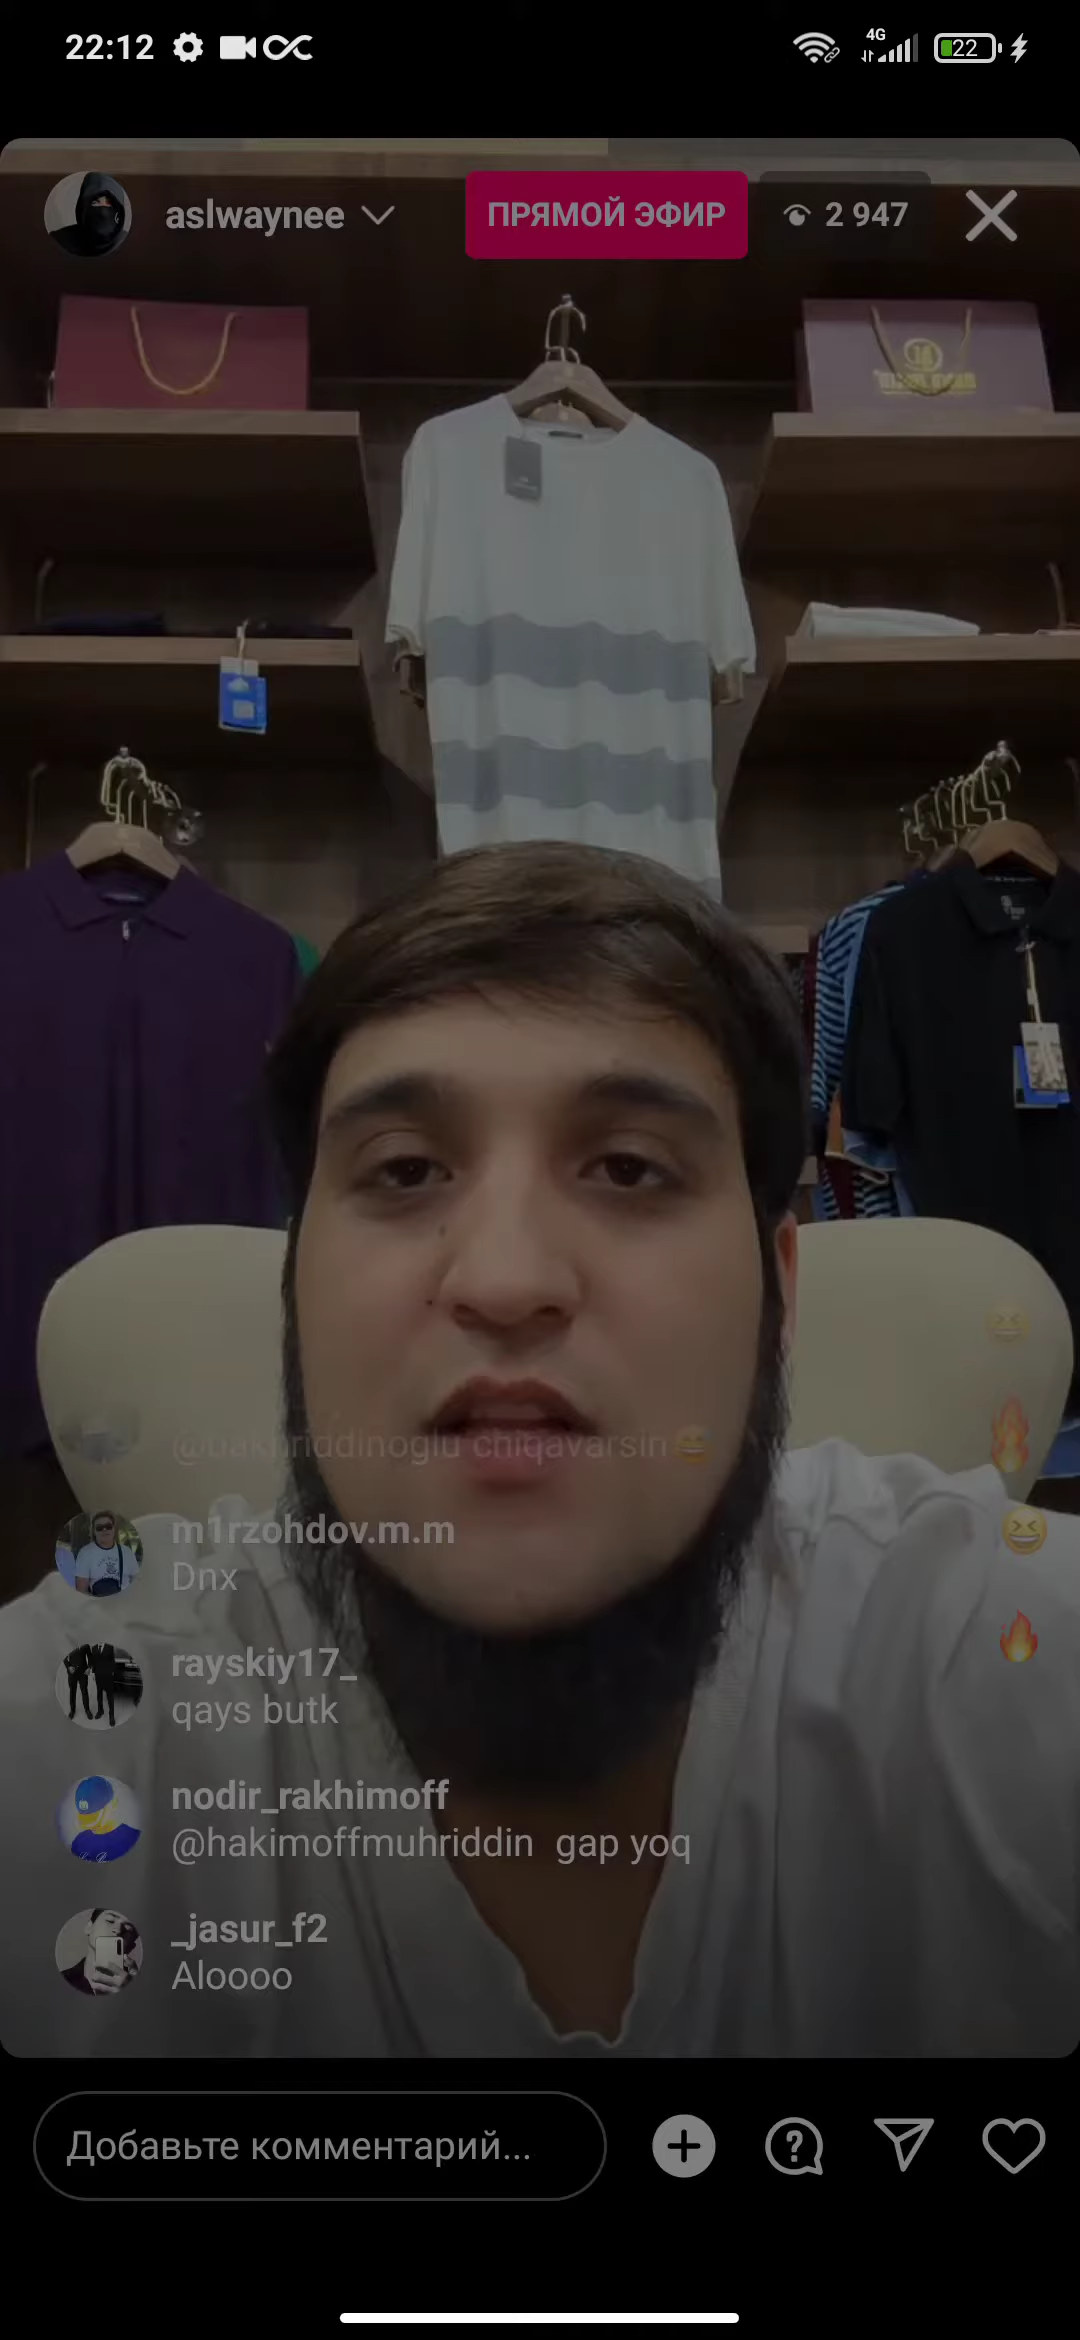 22:12
4G
22
aslwaynee
ПРЯМОЙ ЭФИР
2 947
chiqavarsin😆
m1rzohdov.m.m
Dnx
rayskiy17_
qays butk
nodir_rakhimoff
@hakimoffmuhriddin gap yoq
_jasur_f2
Aloooo
Добавьте комментарий...